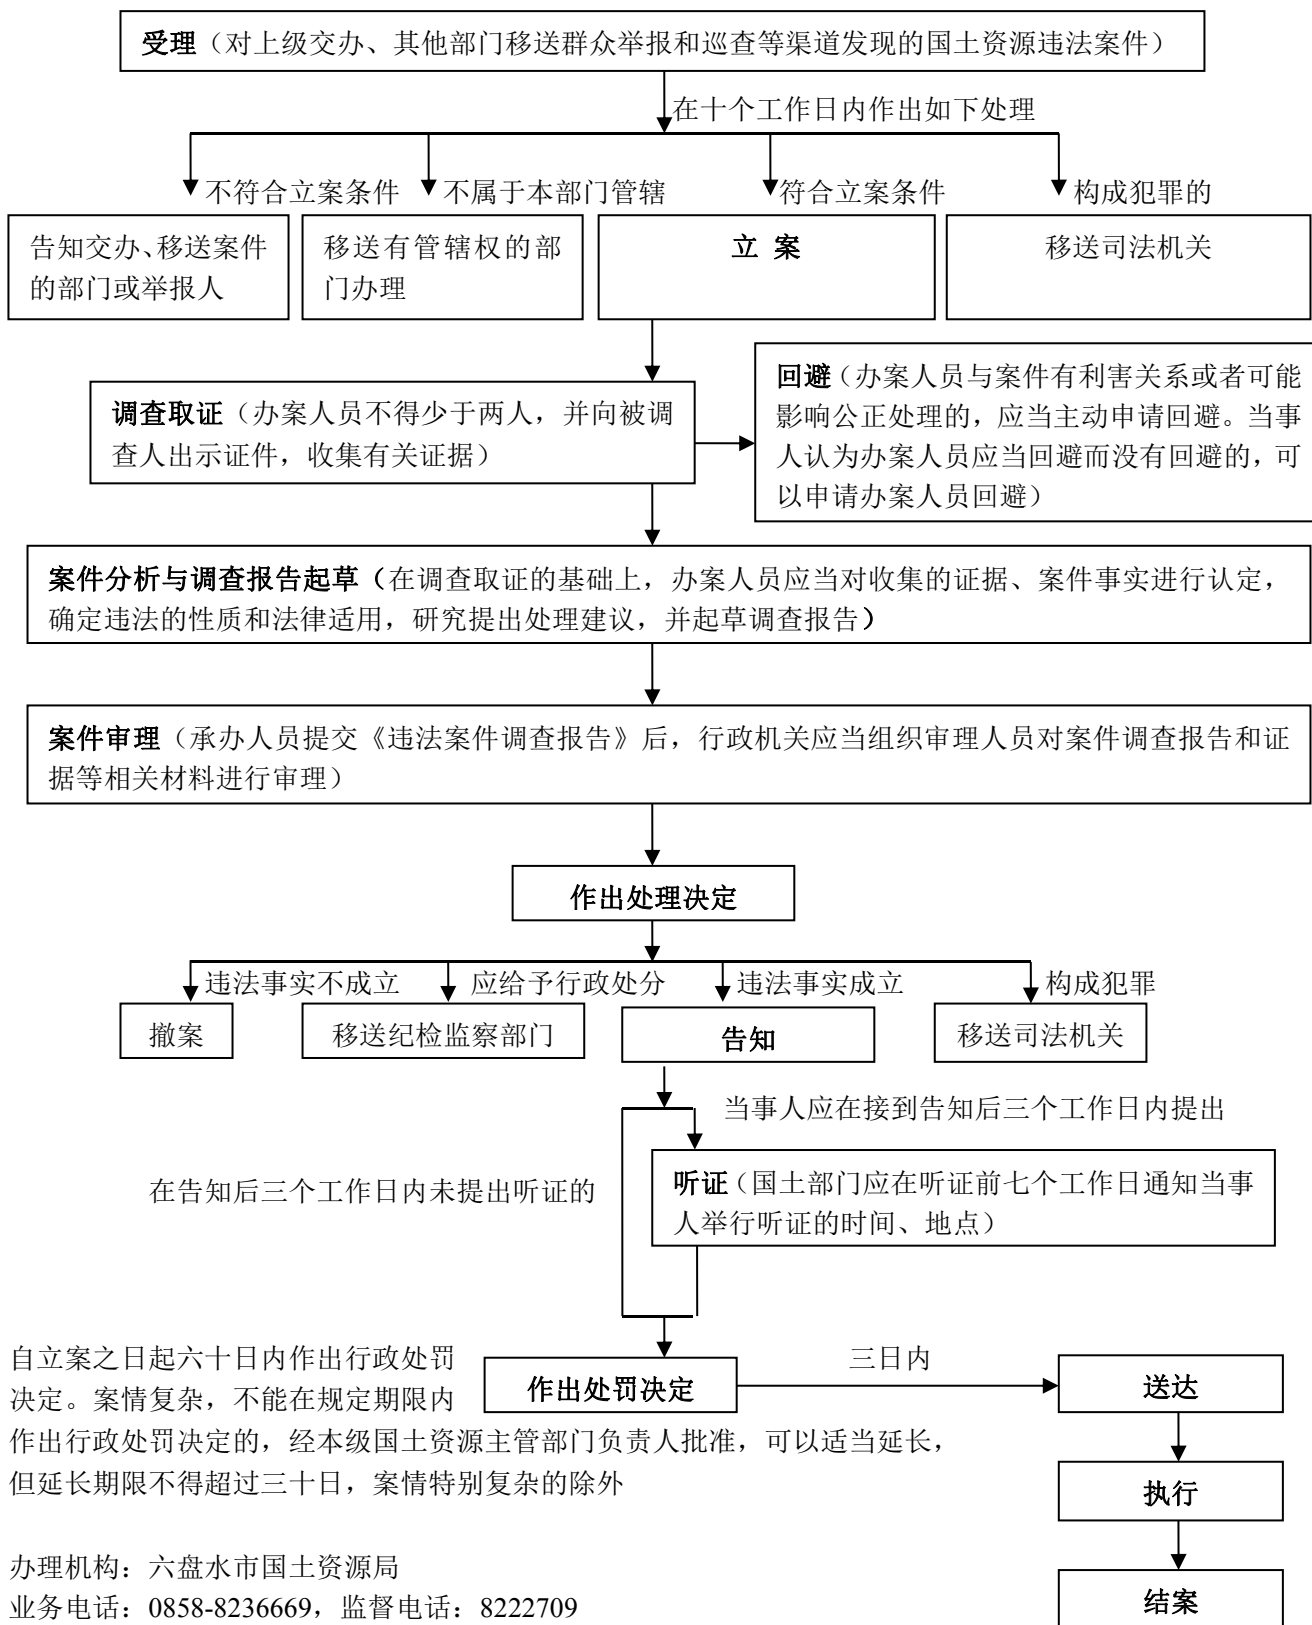 受理（对上级交办、其他部门移送群众举报和巡查等渠道发现的国土资源违法案件）
在十个工作日内作出如下处理
不符合立案条件
不属于本部门管辖
符合立案条件
构成犯罪的
告知交办、移送案件
的部门或举报人
移送有管辖权的部
门办理
立 案
移送司法机关
回避（办案人员与案件有利害关系或者可能
影响公正处理的，应当主动申请回避。当事
人认为办案人员应当回避而没有回避的，可
以申请办案人员回避）
调查取证（办案人员不得少于两人，并向被调
查人出示证件，收集有关证据）
案件分析与调查报告起草（在调查取证的基础上，办案人员应当对收集的证据、案件事实进行认定，
确定违法的性质和法律适用，研究提出处理建议，并起草调查报告）
案件审理（承办人员提交《违法案件调查报告》后，行政机关应当组织审理人员对案件调查报告和证
据等相关材料进行审理）
作出处理决定
违法事实不成立
应给予行政处分
违法事实成立
构成犯罪
撤案
移送纪检监察部门
告知
移送司法机关
当事人应在接到告知后三个工作日内提出
在告知后三个工作日内未提出听证的
听证（国土部门应在听证前七个工作日通知当事
人举行听证的时间、地点）
自立案之日起六十日内作出行政处罚
决定。案情复杂，不能在规定期限内
作出行政处罚决定的，经本级国土资源主管部门负责人批准，可以适当延长，
但延长期限不得超过三十日，案情特别复杂的除外
作出处罚决定
三日内
送达
执行
结案
办理机构：六盘水市国土资源局
业务电话：0858-8236669，监督电话：8222709